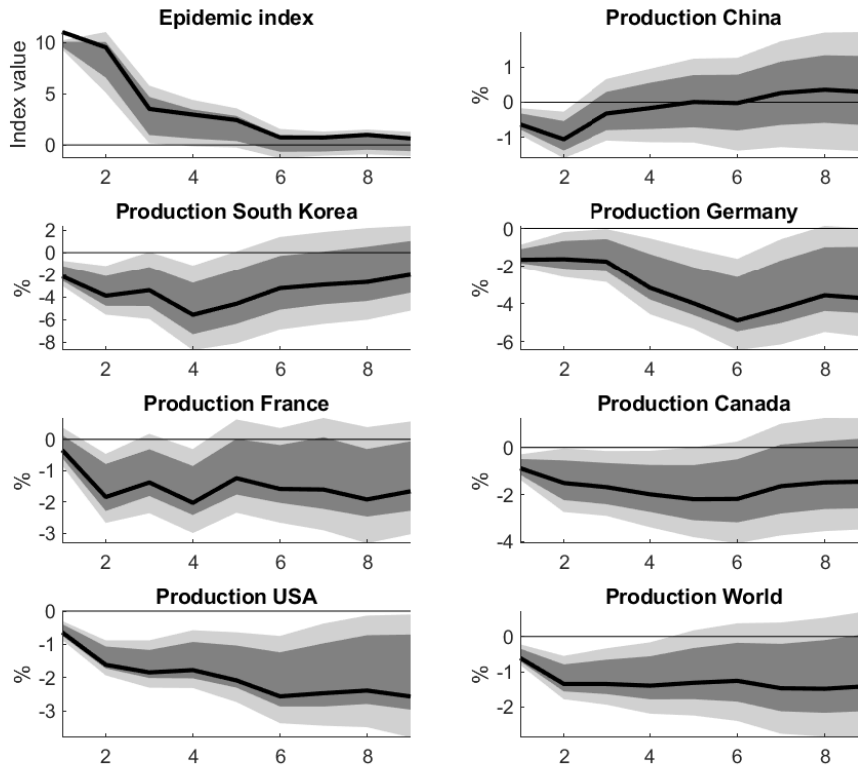 Epidemic index
Index value
10
5
0
2 4 6 8
Production China
%
1
0
-1
2 4 6 8
Production South Korea
%
2
0
-2
-4
-6
-8
2 4 6 8
Production Germany
%
0
-2
-4
-6
2 4 6 8
Production France
%
0
-1
-2
-3
2 4 6 8
Production Canada
%
0
-2
-4
2 4 6 8
Production USA
%
0
-1
-2
-3
2 4 6 8
Production World
%
0
-1
-2
2 4 6 8